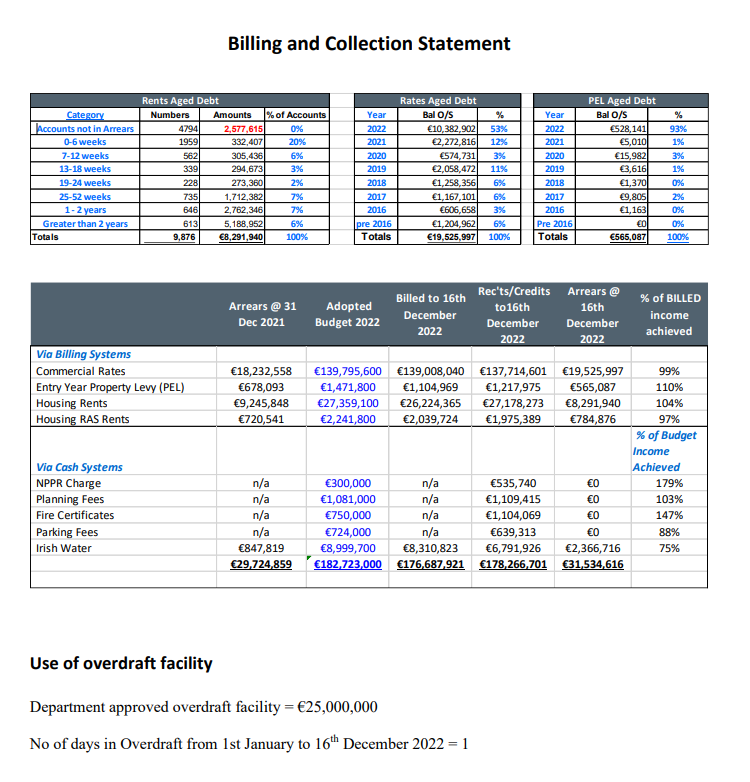 Billing and Collection Statement
Rents Aged Debt
Category Numbers Amounts % of Accounts
Accounts not in Arrears 4794 2,577,615 0%
0-6 weeks 1959 332,407 20%
7-12 weeks 562 305,436 6%
13-18 weeks 339 294,673 3%
19-24 weeks 228 273,360 2%
25-52 weeks 735 1,712,382 7%
1 - 2 years 646 2,762,346 7%
Greater than 2 years 613 5,188,952 6%
Totals 9,876 €8,291,940 100%
Rates Aged Debt
Year Bal O/S %
2022 €10,382,902 53%
2021 €2,272,816 12%
2020 €574,731 3%
2019 €2,058,472 11%
2018 €1,258,356 6%
2017 €1,167,101 6%
2016 €606,658 3%
pre 2016 €1,204,962 6%
Totals €19,525,997 100%
PEL Aged Debt
Year Bal O/S %
2022 €528,141 93%
2021 €5,010 1%
2020 €15,982 3%
2019 €3,616 1%
2018 €1,370 0%
2017 €9,805 2%
2016 €1,163 0%
Pre 2016 €0 0%
Totals €565,087 100%
Arrears @ 31
Dec 2021
Adopted
Budget 2022
Billed to 16th
December
2022
Rec'ts/Credits
to16th
December
2022
Arrears @
16th
December
2022
% of BILLED
income
achieved
Via Billing Systems
Commercial Rates €18,232,558 €139,795,600 €139,008,040 €137,714,601 €19,525,997 99%
Entry Year Property Levy (PEL) €678,093 €1,471,800 €1,104,969 €1,217,975 €565,087 110%
Housing Rents €9,245,848 €27,359,100 €26,224,365 €27,178,273 €8,291,940 104%
Housing RAS Rents €720,541 €2,241,800 €2,039,724 €1,975,389 €784,876 97%
% of Budget
Income
Via Cash Systems Achieved
NPPR Charge n/a €300,000 n/a €535,740 €0 179%
Planning Fees n/a €1,081,000 n/a €1,109,415 €0 103%
Fire Certificates n/a €750,000 n/a €1,104,069 €0 147%
Parking Fees n/a €724,000 n/a €639,313 €0 88%
Irish Water €847,819 €8,999,700 €8,310,823 €6,791,926 €2,366,716 75%
€29,724,859 €182,723,000 €176,687,921 €178,266,701 €31,534,616
Use of overdraft facility
Department approved overdraft facility = €25,000,000
No of days in Overdraft from 1st January to 16th December 2022 = 1